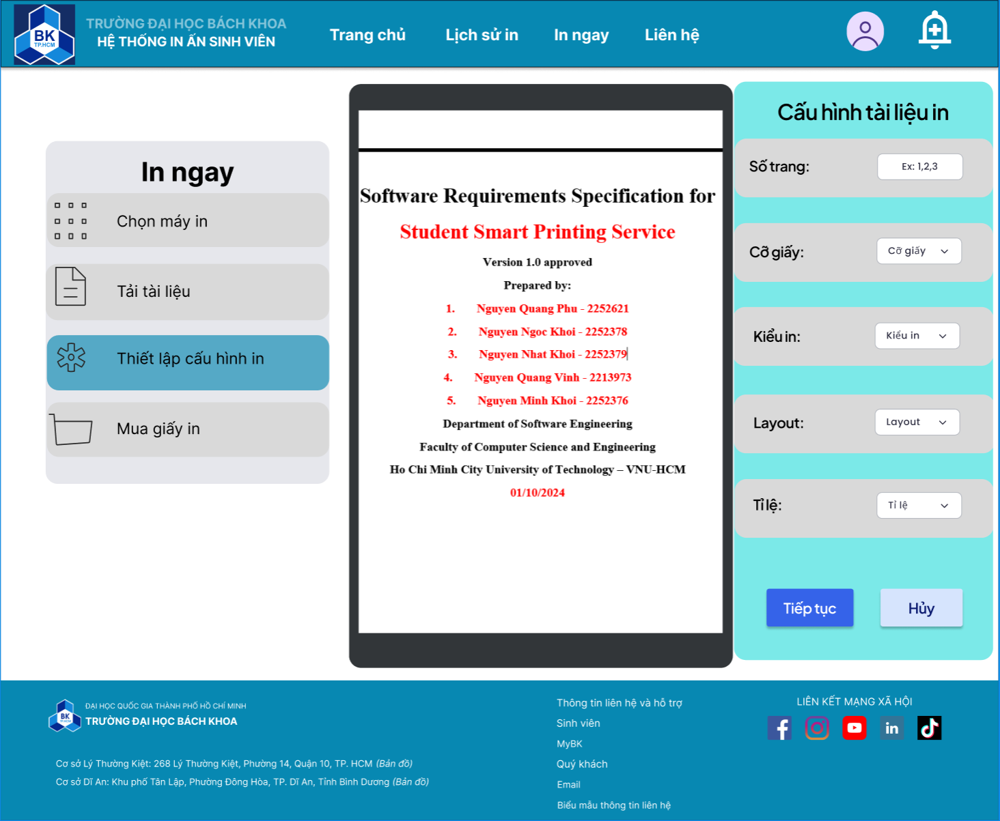 BK
TP.HCM
TRƯỜNG ĐẠI HỌC BÁCH KHOA
HỆ THỐNG IN ẤN SINH VIÊN
Trang chủ
Lịch sử in
In ngay
Liên hệ
In ngay
Chọn máy in
Tải tài liệu
Thiết lập cấu hình in
Mua giấy in
Software Requirements Specification for
Student Smart Printing Service
Version 1.0 approved
Prepared by:
1. Nguyen Quang Phu - 2252621
2. Nguyen Ngoc Khoi - 2252378
3. Nguyen Nhat Khoi - 2252379
4. Nguyen Quang Vinh - 2213973
5. Nguyen Minh Khoi - 2252376
Department of Software Engineering
Faculty of Computer Science and Engineering
Ho Chi Minh City University of Technology – VNU-HCM
01/10/2024
Cấu hình tài liệu in
Số trang:
Ex: 1,2,3
Cỡ giấy:
Cỡ giấy
Kiểu in:
Kiểu in
Layout:
Layout
Tỉ lệ:
Tỉ lệ
Tiếp tục
Hủy
BK
TP.HCM
ĐẠI HỌC QUỐC GIA THÀNH PHỐ HỒ CHÍ MINH
TRƯỜNG ĐẠI HỌC BÁCH KHOA
Cơ sở Lý Thường Kiệt: 268 Lý Thường Kiệt, Phường 14, Quận 10, TP. HCM (Bản đồ)
Cơ sở Dĩ An: Khu phố Tân Lập, Phường Đông Hòa, TP. Dĩ An, Tỉnh Bình Dương (Bản đồ)
Thông tin liên hệ và hỗ trợ
Sinh viên
MyBK
Quý khách
Email
Biểu mẫu thông tin liên hệ
LIÊN KẾT MẠNG XÃ HỘI
f
in